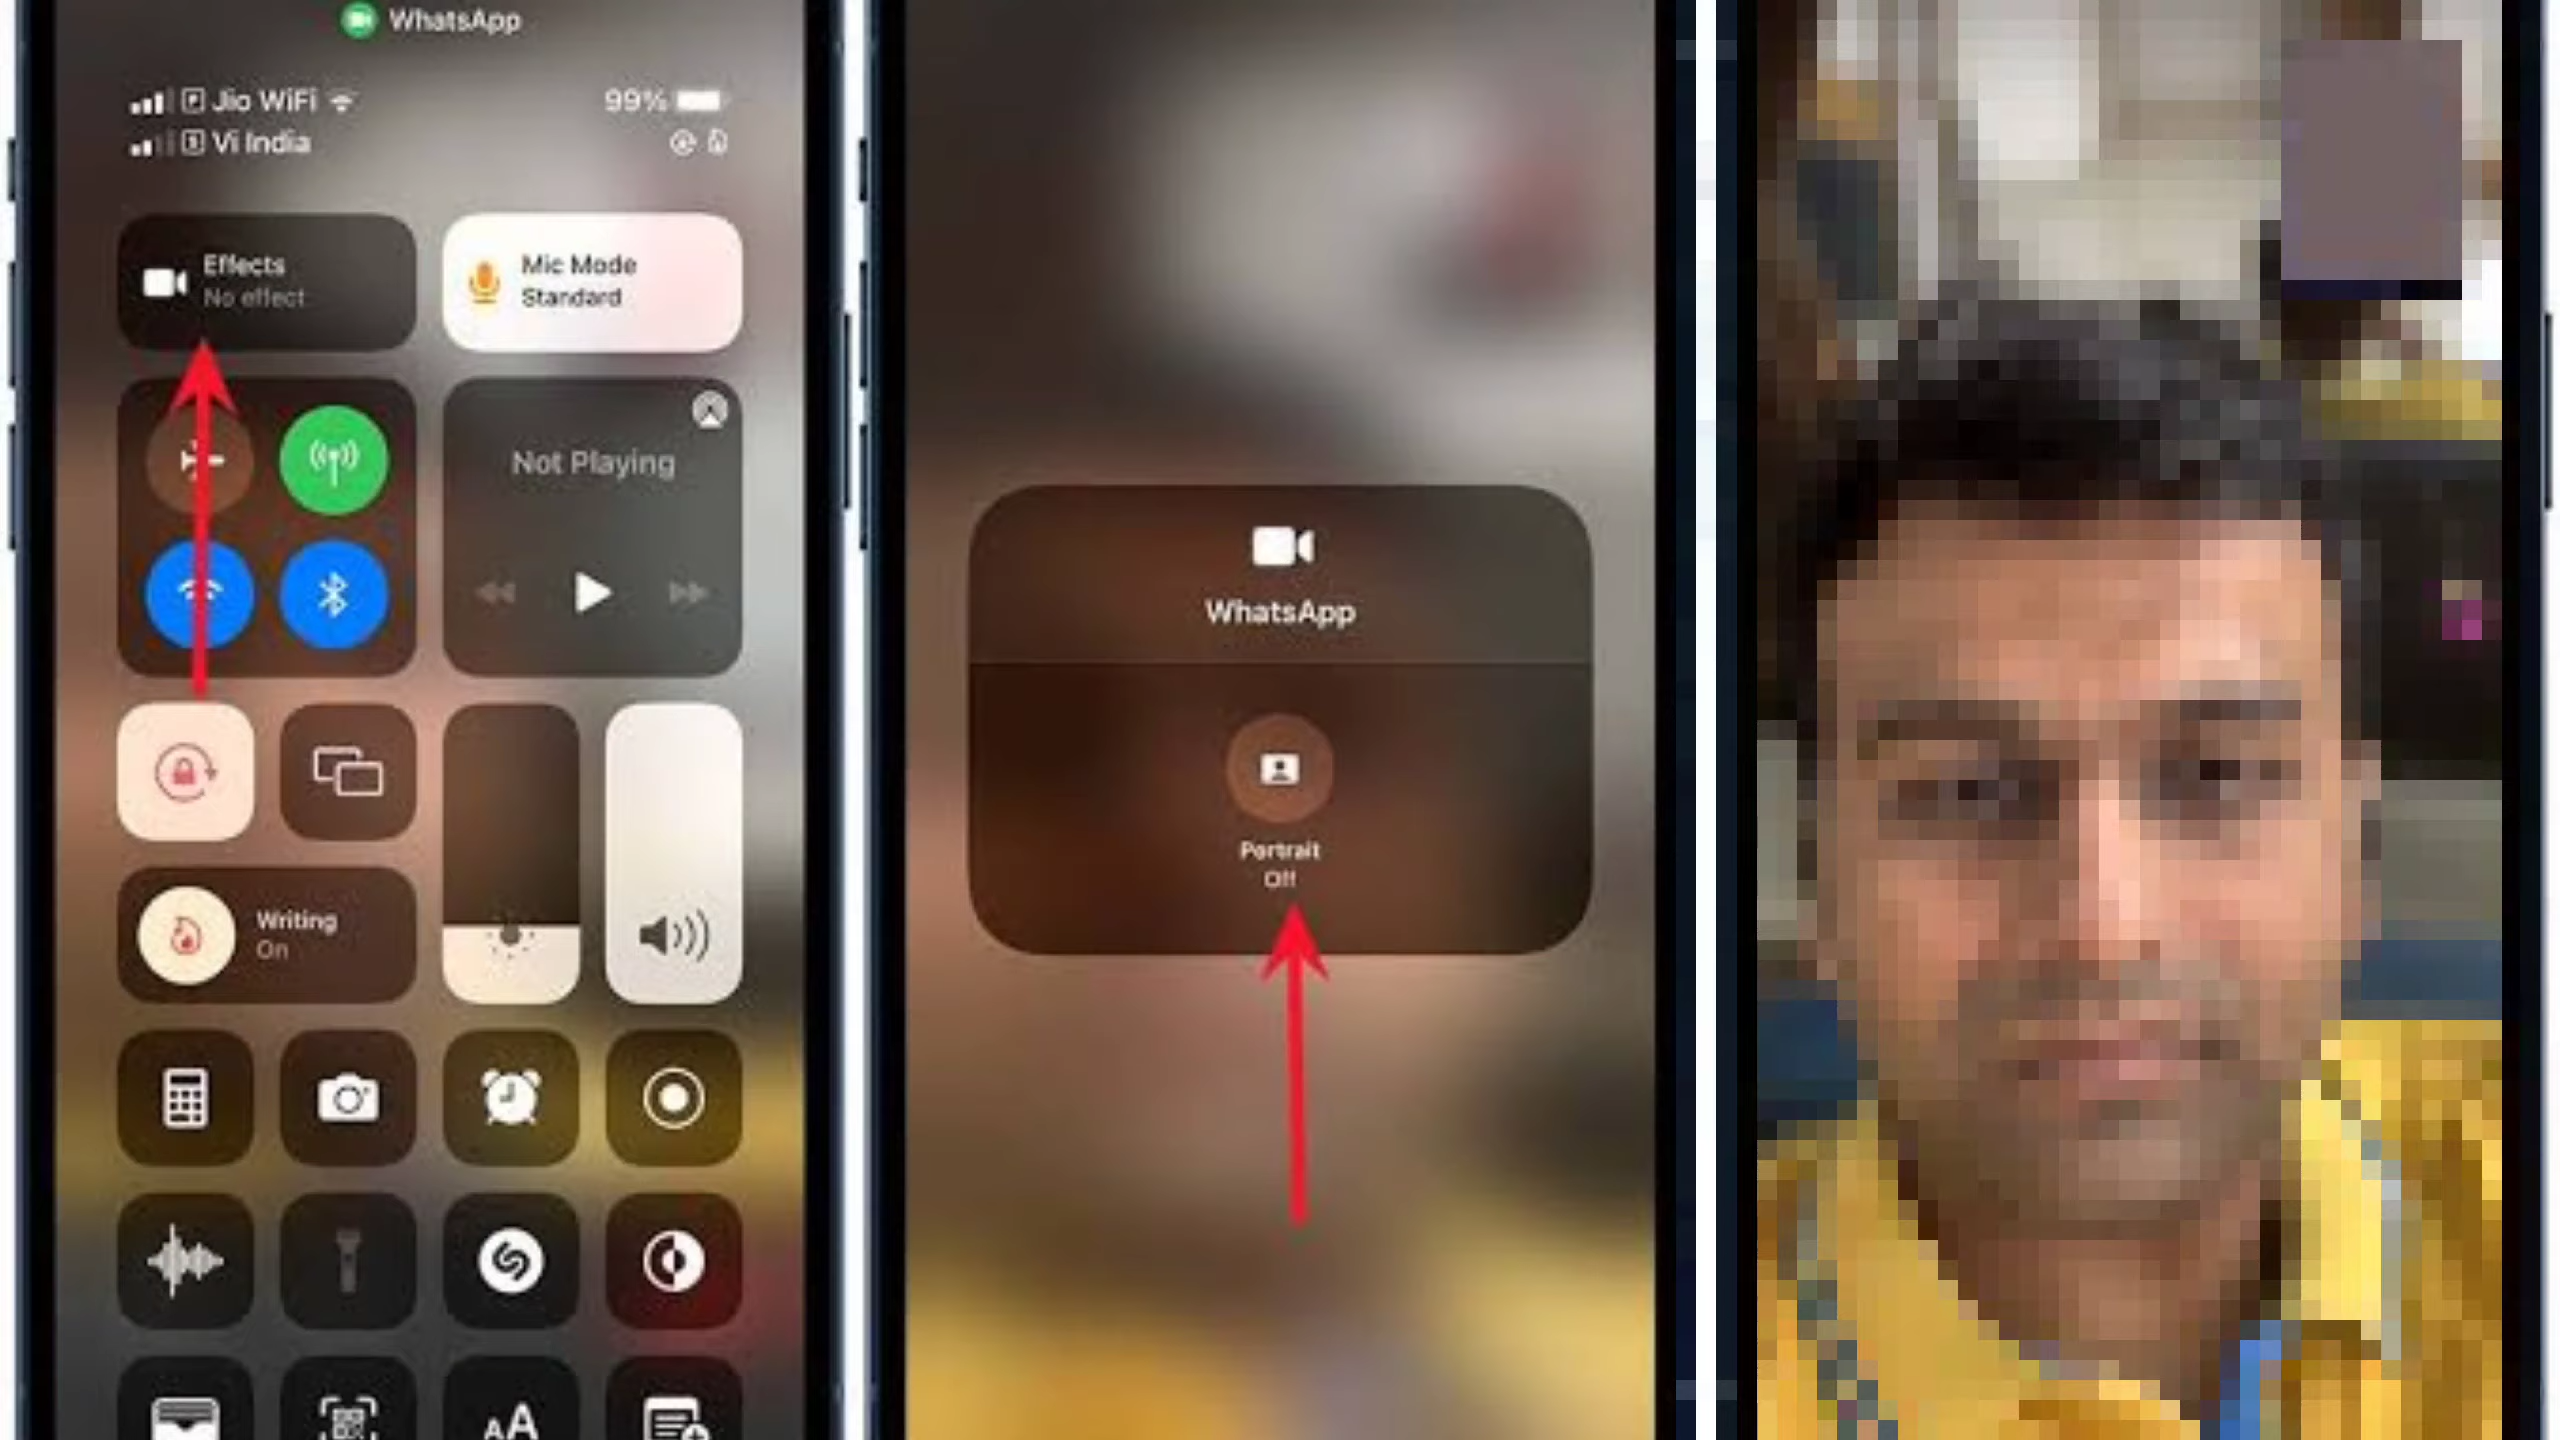 WhatsApp
Jio WiFi
99%
Vi India
Effects
No effect
Mic Mode
Standard
Not Playing
Writing
On
AA
WhatsApp
Portrait
Off